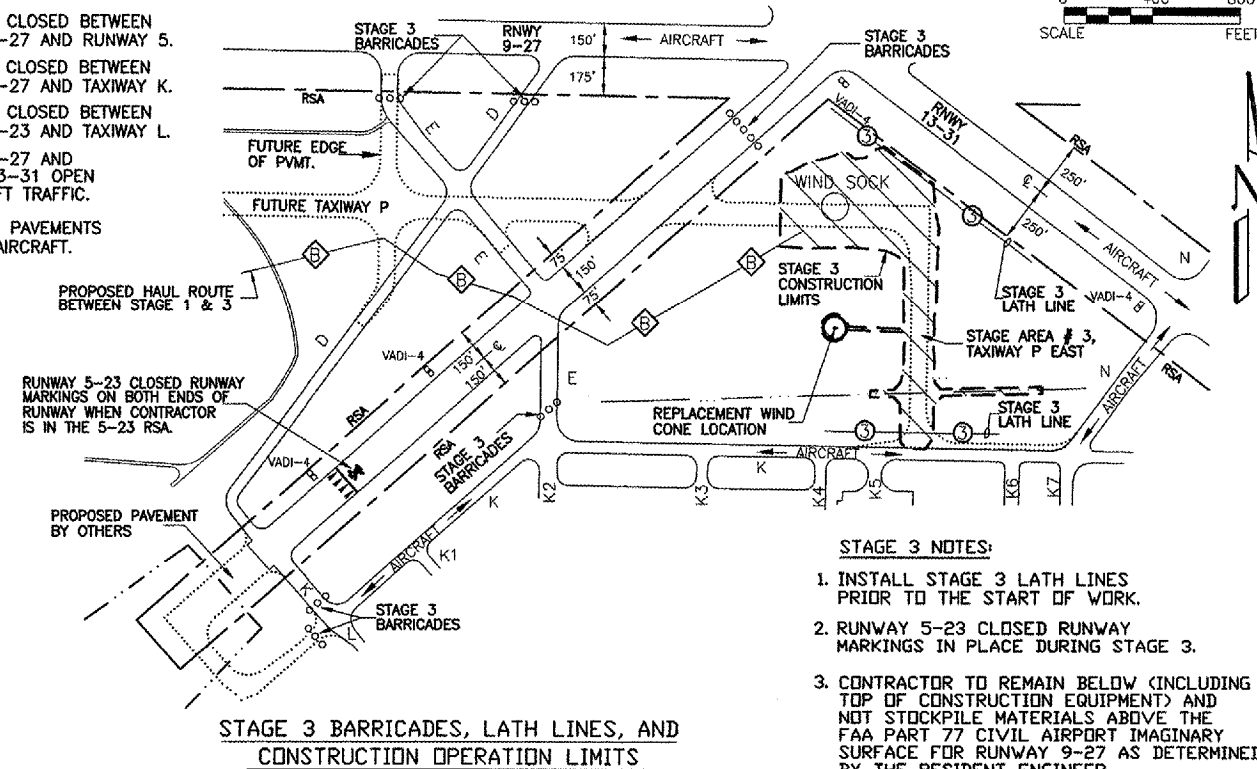 CLOSED BETWEEN
-27 AND RUNWAY 5.
CLOSED BETWEEN
-27 AND TAXIWAY K.
CLOSED BETWEEN
-23 AND TAXIWAY L.
-27 AND
3-31 OPEN
FT TRAFFIC.
PAVEMENTS
AIRCRAFT.
STAGE 3
BARRICADES
RNWY
9-27
150'
AIRCRAFT
175'
STAGE 3
BARRICADES
SCALE
FEET
RSA
E
D
FUTURE EDGE
OF PVMT.
FUTURE TAXIWAY P
VADI-4
3
RNWY
13-31
RSA
250'
℄
250'
3
AIRCRAFT
N
WIND SOCK
B
B
B
B
E
75'
150'
75'
PROPOSED HAUL ROUTE
BETWEEN STAGE 1 & 3
STAGE 3
CONSTRUCTION
LIMITS
STAGE 3
LATH LINE
VADI-4
D
VADI-4
150'
℄
150'
STAGE AREA # 3,
TAXIWAY P EAST
RUNWAY 5-23 CLOSED RUNWAY
MARKINGS ON BOTH ENDS OF
RUNWAY WHEN CONTRACTOR
IS IN THE 5-23 RSA.
RSA
E
REPLACEMENT WIND
CONE LOCATION
N
RSA
AIRCRAFT
STAGE 3
LATH LINE
3
3
VADI-4
RSA
STAGE 3
BARRICADES
AIRCRAFT
K
K2
K3
K4
K5
K6
K7
K
AIRCRAFT
K1
PROPOSED PAVEMENT
BY OTHERS
K
L
STAGE 3
BARRICADES
STAGE 3 BARRICADES, LATH LINES, AND
CONSTRUCTION OPERATION LIMITS
STAGE 3 NOTES:
1. INSTALL STAGE 3 LATH LINES
PRIOR TO THE START OF WORK.
2. RUNWAY 5-23 CLOSED RUNWAY
MARKINGS IN PLACE DURING STAGE 3.
3. CONTRACTOR TO REMAIN BELOW (INCLUDING
TOP OF CONSTRUCTION EQUIPMENT) AND
NOT STOCKPILE MATERIALS ABOVE THE
FAA PART 77 CIVIL AIRPORT IMAGINARY
SURFACE FOR RUNWAY 9-27 AS DETERMINE
BY THE RESIDENT ENGINEER